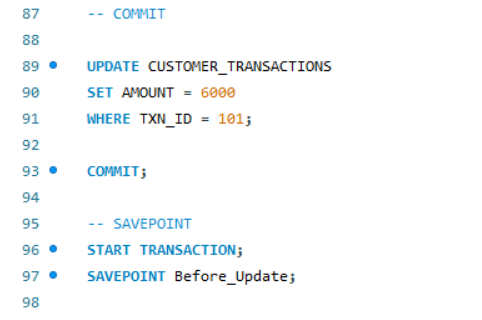 87 -- COMMIT
88
89 UPDATE CUSTOMER_TRANSACTIONS
90 SET AMOUNT = 6000
91 WHERE TXN_ID = 101;
92
93 COMMIT;
94
95 -- SAVEPOINT
96 START TRANSACTION;
97 SAVEPOINT Before_Update;
98